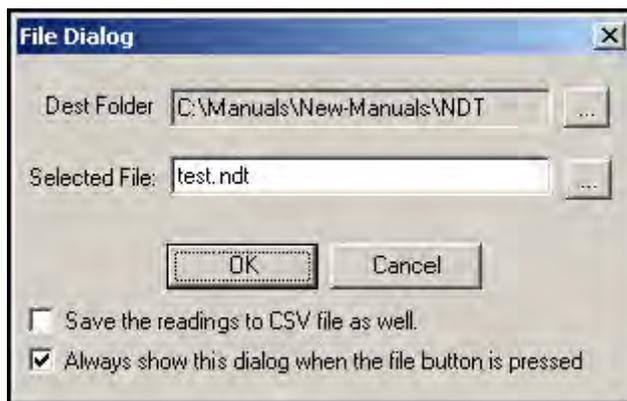 File Dialog
Dest Folder C:\Manuals\New-Manuals\NDT ...
Selected File: test.ndt ...
OK Cancel
Save the readings to CSV file as well.
Always show this dialog when the file button is pressed